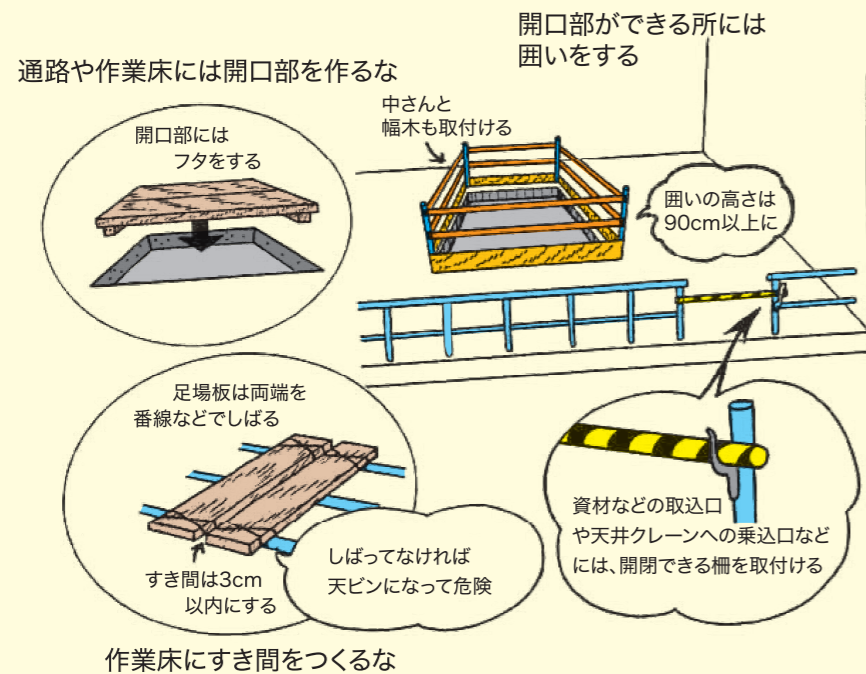 開口部ができる所には
囲いをする
通路や作業床には開口部を作るな
開口部には
フタをする
中さんと
幅木も取付ける
囲いの高さは
90cm以上に
足場板は両端を
番線などでしばる
すき間は3cm
以内にする
しばってなければ
天ビンになって危険
資材などの取込口
や天井クレーンへの乗込口など
には、開閉できる柵を取付ける
作業床にすき間をつくるな